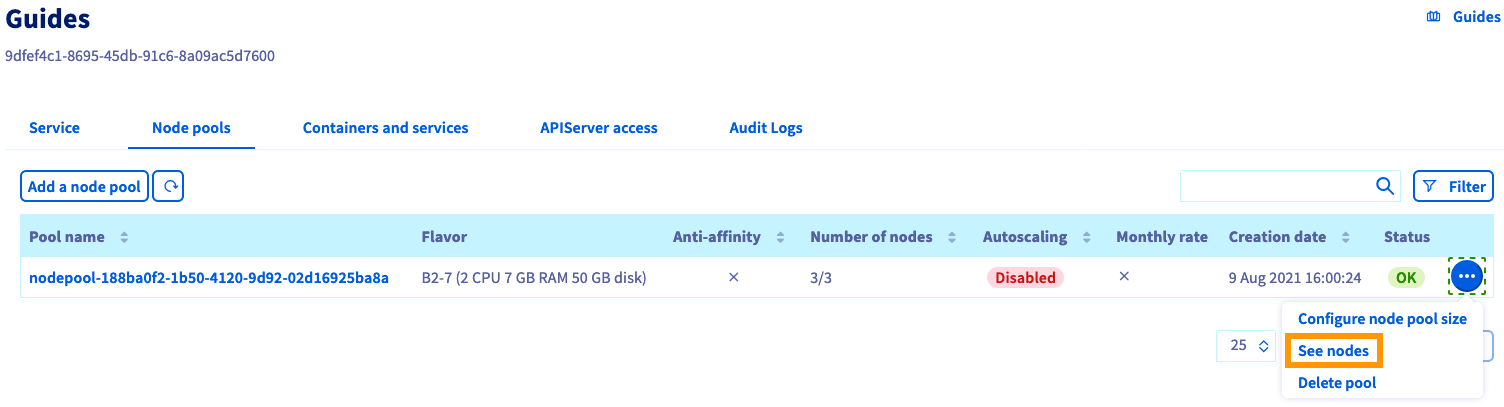 Guides
Guides
9dfef4c1-8695-45db-91c6-8a09ac5d7600
Service Node pools Containers and services APIServer access Audit Logs
Add a node pool Filter
Pool name Flavor Anti-affinity Number of nodes Autoscaling Monthly rate Creation date Status
nodepool-188ba0f2-1b50-4120-9d92-02d16925ba8a B2-7 (2 CPU 7 GB RAM 50 GB disk) 3/3 Disabled 9 Aug 2021 16:00:24 OK
Configure node pool size
25 See nodes
Delete pool